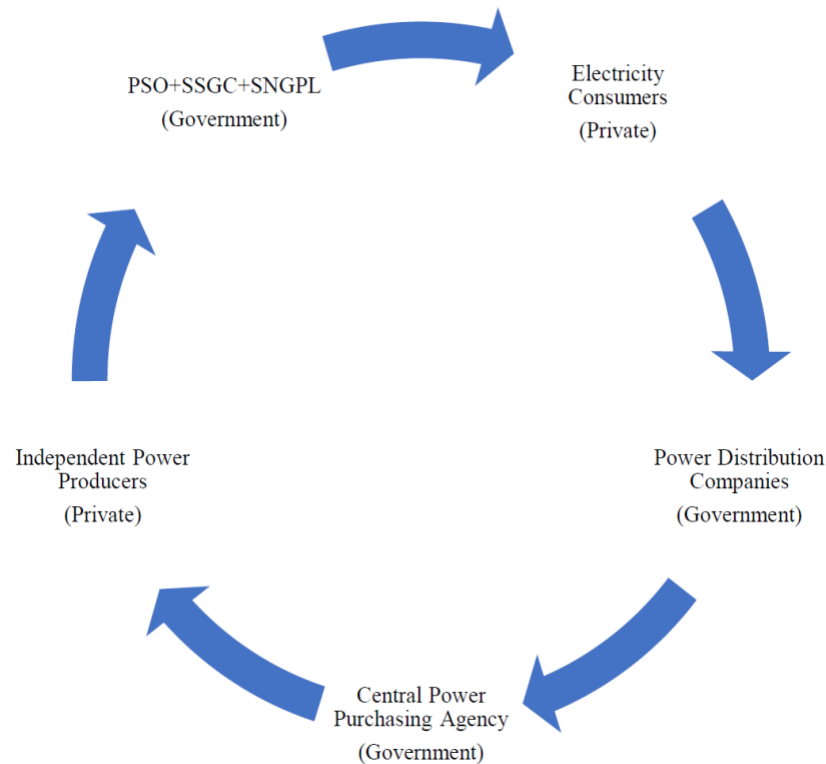 PSO+SSGC+SNGPL
(Government)
Electricity
Consumers
(Private)
Independent Power
Producers
(Private)
Power Distribution
Companies
(Government)
Central Power
Purchasing Agency
(Government)